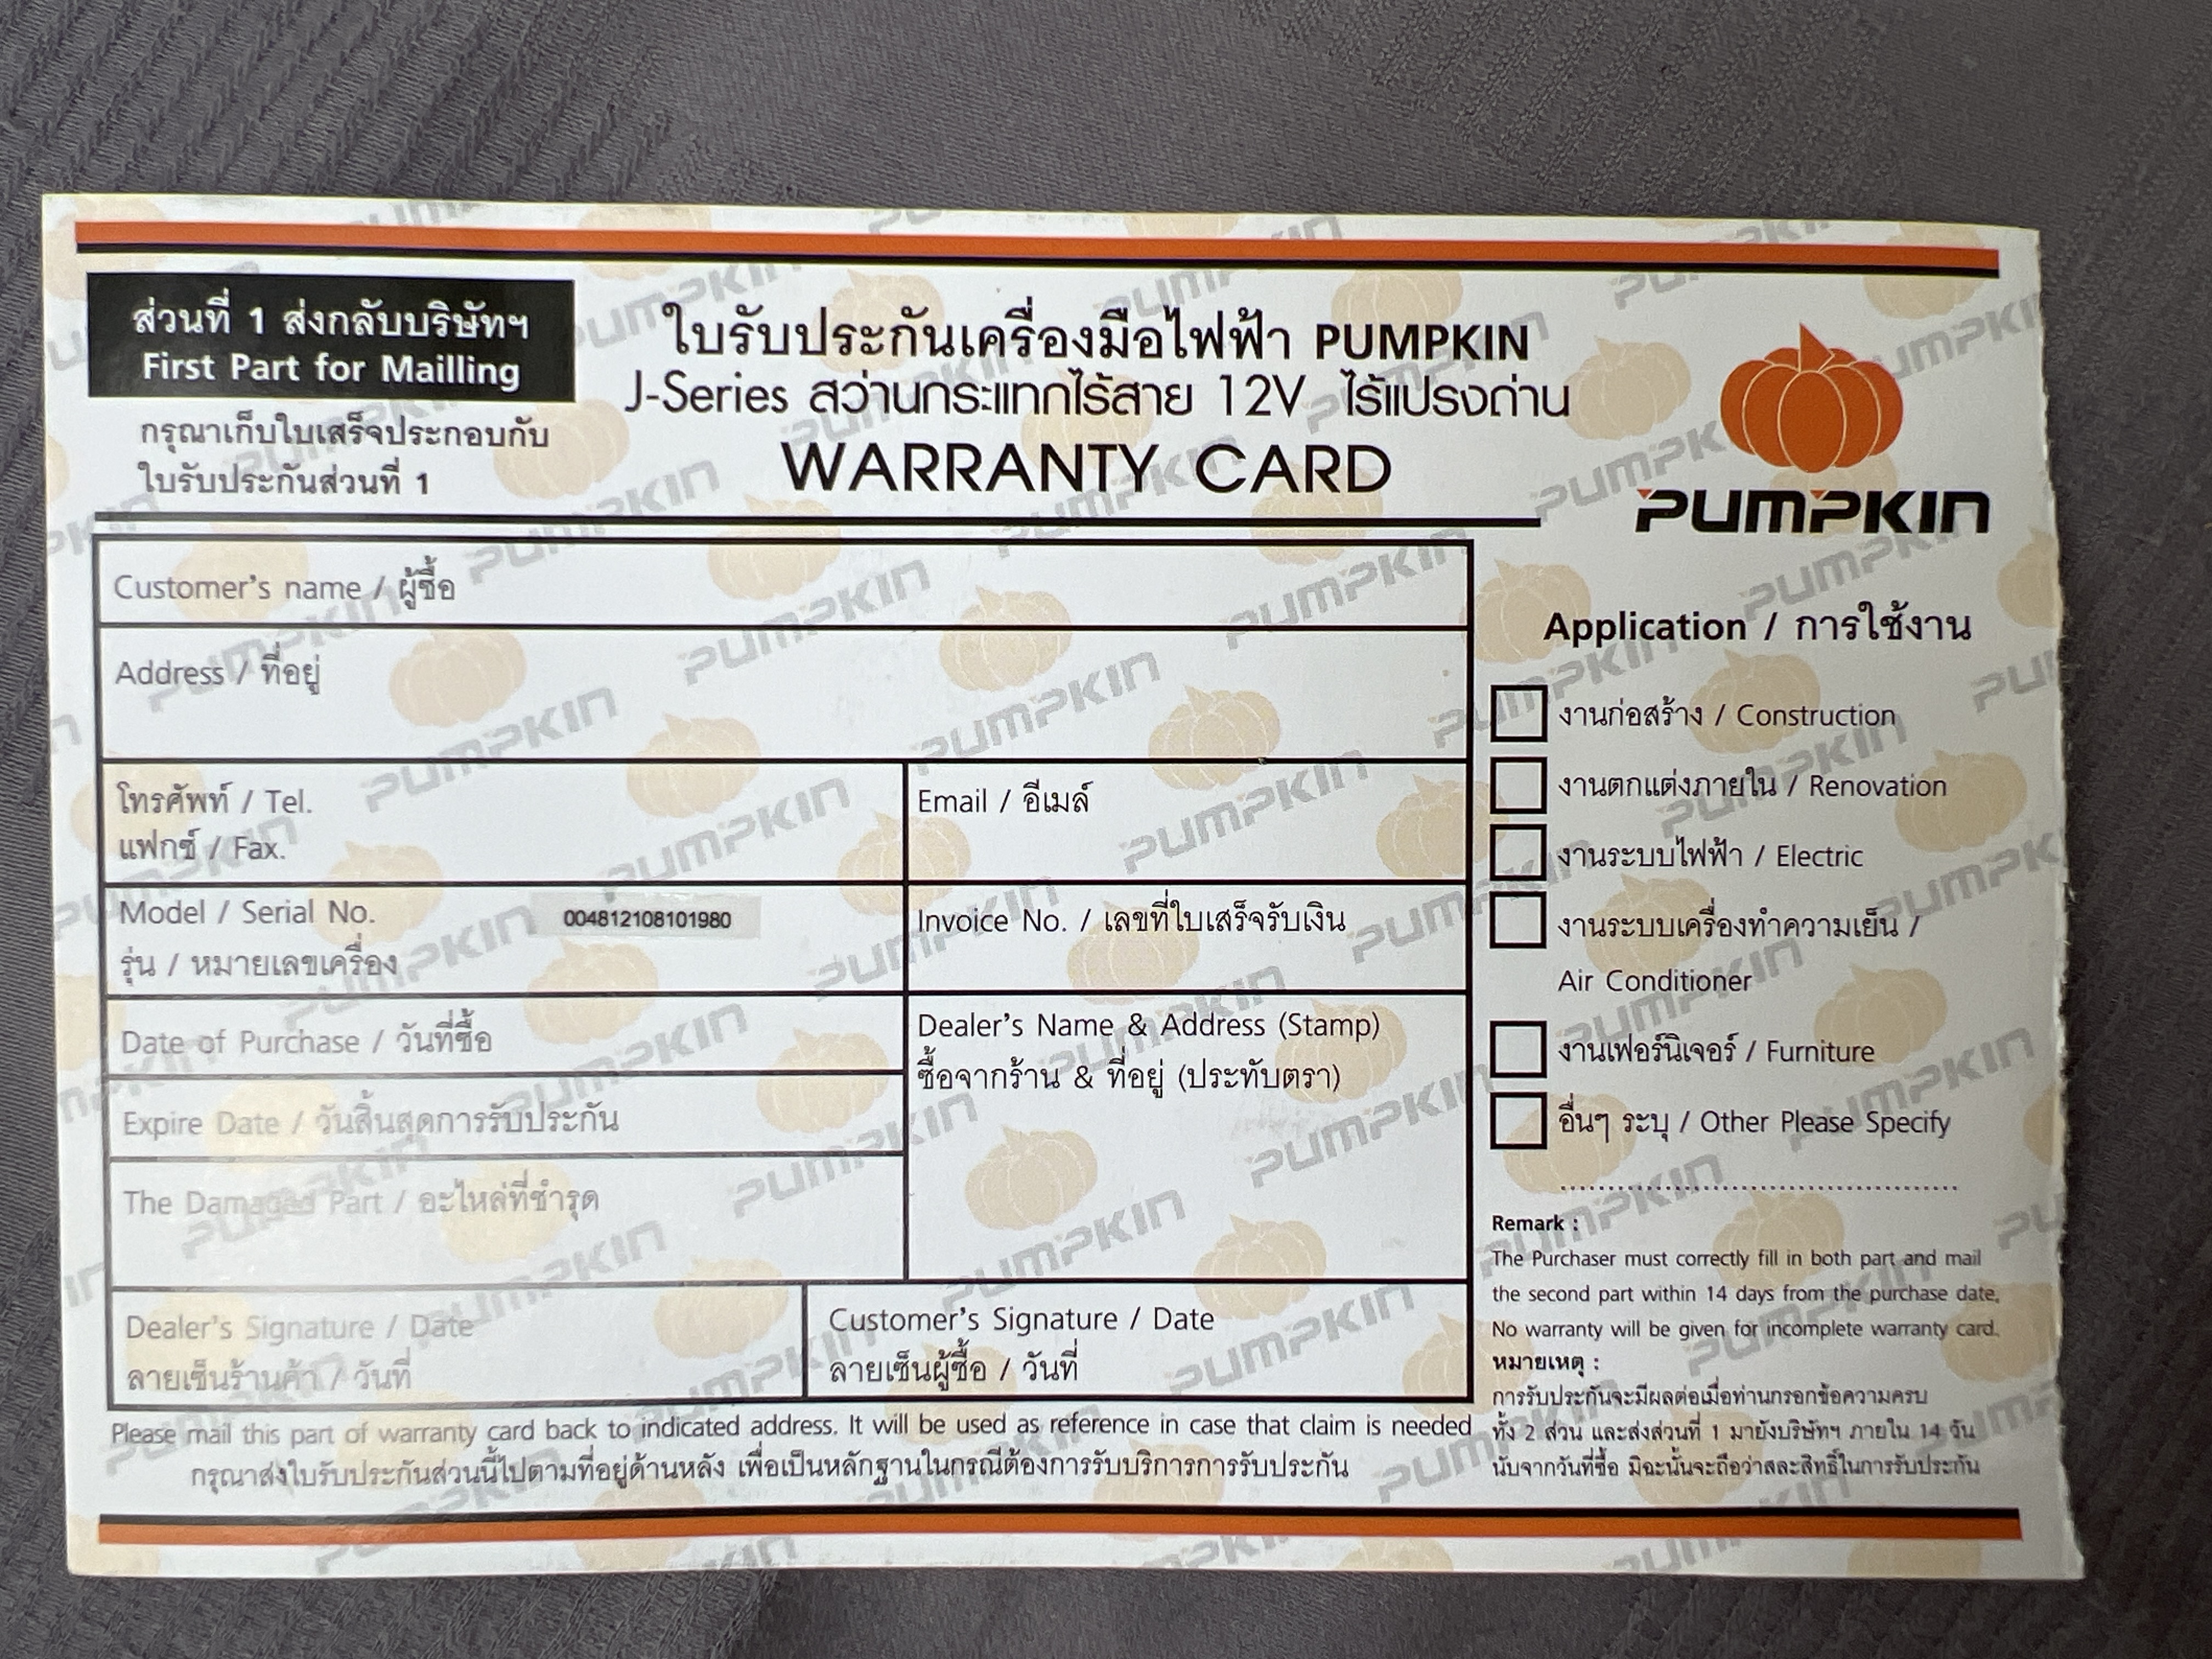 ส่วนที่ 1 ส่งกลับบริษัทฯ
First Part for Mailling
กรุณาเก็บใบเสร็จประกอบกับ
ใบรับประกันส่วนที่ 1
ใบรับประกันเครื่องมือไฟฟ้า PUMPKIN
J-Series สว่านกระแทกไร้สาย 12V ไร้แปรงถ่าน
WARRANTY CARD
PUMPKIN
Customer's name / ผู้ซื้อ
Address / ที่อยู่
โทรศัพท์ / Tel.
แฟกซ์ / Fax.
Email / อีเมล์
Model / Serial No. 004812108101980
รุ่น / หมายเลขเครื่อง
Invoice No. / เลขที่ใบเสร็จรับเงิน
Date of Purchase / วันที่ซื้อ
Expire Date / วันสิ้นสุดการรับประกัน
The Damaged Part / อะไหล่ที่ชำรุด
Dealer's Name & Address (Stamp)
ซื้อจากร้าน & ที่อยู่ (ประทับตรา)
Dealer's Signature / Date
ลายเซ็นร้านค้า / วันที่
Customer's Signature / Date
ลายเซ็นผู้ซื้อ / วันที่
Please mail this part of warranty card back to indicated address. It will be used as reference in case that claim is needed
กรุณาส่งใบรับประกันส่วนนี้ไปตามที่อยู่ด้านหลัง เพื่อเป็นหลักฐานในกรณีต้องการรับบริการการรับประกัน
Application / การใช้งาน
งานก่อสร้าง / Construction
งานตกแต่งภายใน / Renovation
งานระบบไฟฟ้า / Electric
งานระบบเครื่องทำความเย็น /
Air Conditioner
งานเฟอร์นิเจอร์ / Furniture
อื่นๆ ระบุ / Other Please Specify
Remark :
The Purchaser must correctly fill in both part and mail
the second part within 14 days from the purchase date,
No warranty will be given for incomplete warranty card.
หมายเหตุ :
การรับประกันจะมีผลต่อเมื่อท่านกรอกข้อความครบ
ทั้ง 2 ส่วน และส่งส่วนที่ 1 มายังบริษัทฯ ภายใน 14 วัน
นับจากวันที่ซื้อ มิฉะนั้นจะถือว่าสละสิทธิ์ในการรับประกัน